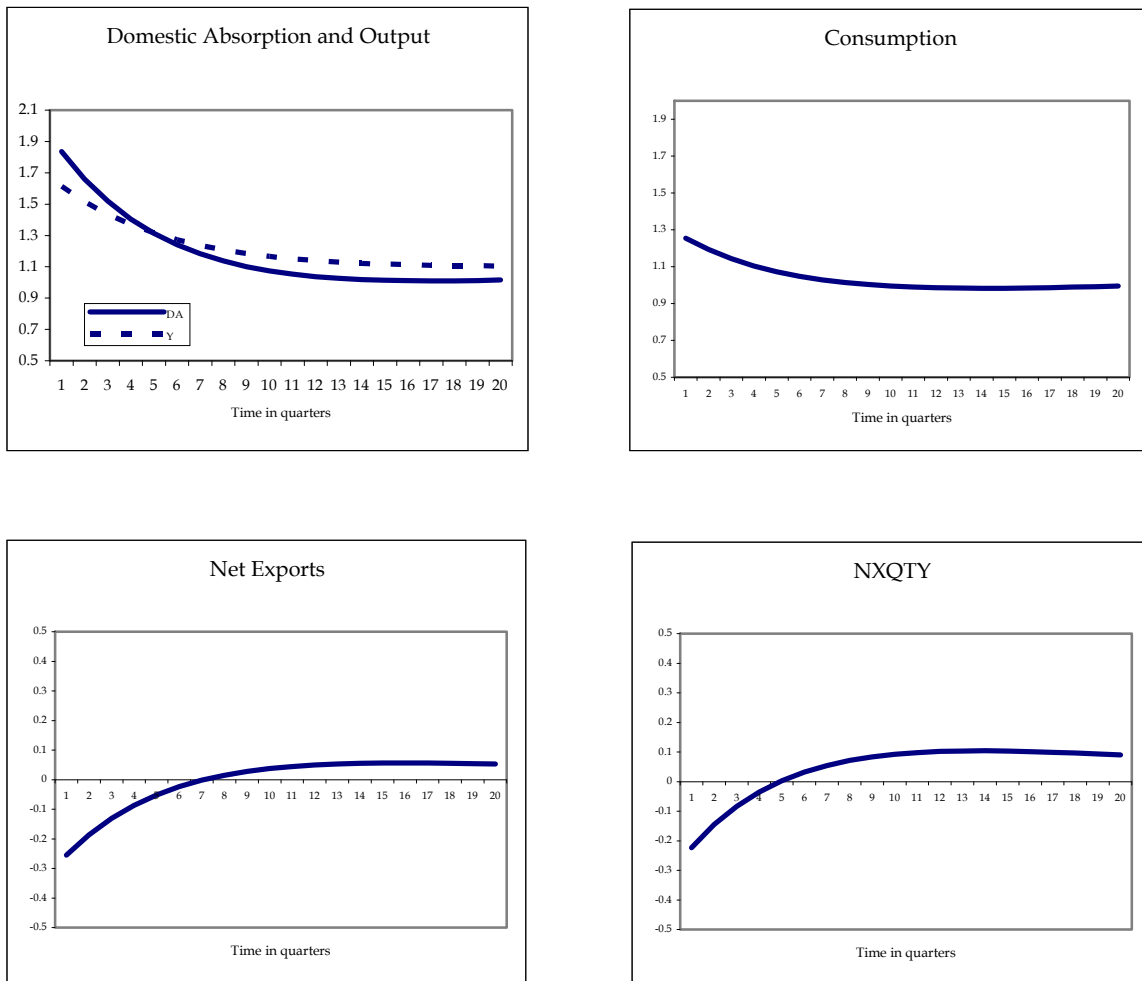 Domestic Absorption and Output
2.1
1.9
1.7
1.5
1.3
1.1
0.9
0.7
0.5
DA
Y
1 2 3 4 5 6 7 8 9 10 11 12 13 14 15 16 17 18 19 20
Time in quarters
Consumption
1.9
1.7
1.5
1.3
1.1
0.9
0.7
0.5
1 2 3 4 5 6 7 8 9 10 11 12 13 14 15 16 17 18 19 20
Time in quarters
Net Exports
0.5
0.4
0.3
0.2
0.1
0
-0.1
-0.2
-0.3
-0.4
-0.5
1 2 3 4 5 6 7 8 9 10 11 12 13 14 15 16 17 18 19 20
Time in quarters
NXQTY
0.5
0.4
0.3
0.2
0.1
0
-0.1
-0.2
-0.3
-0.4
-0.5
1 2 3 4 5 6 7 8 9 10 11 12 13 14 15 16 17 18 19 20
Time in quarters